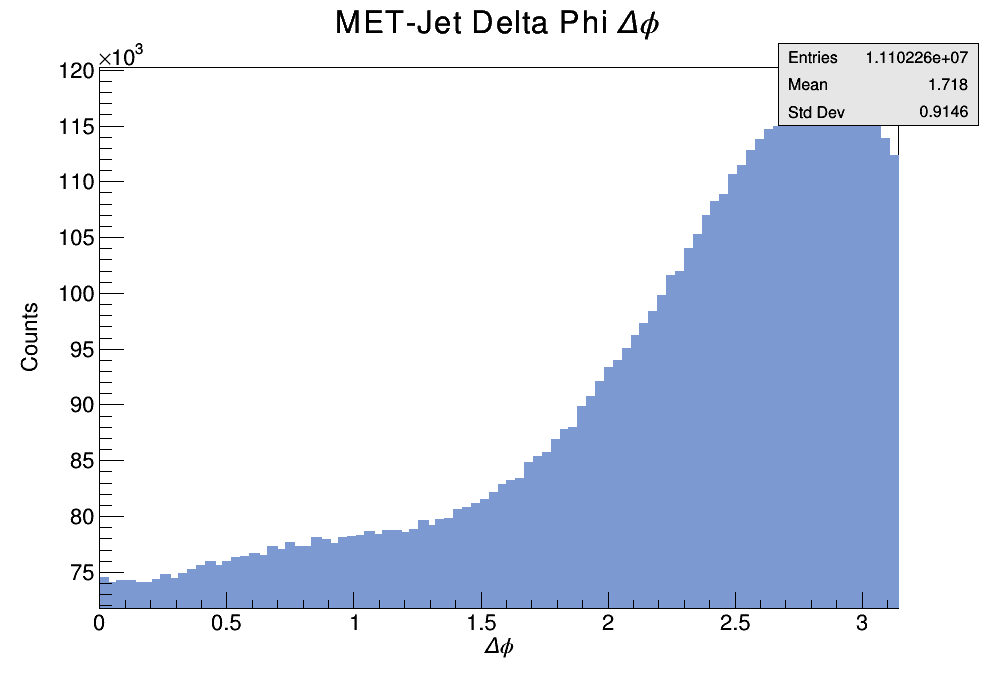 MET-Jet Delta Phi Δϕ
×10³
Entries 1.110226e+07
Mean 1.718
Std Dev 0.9146
120
115
110
105
100
95
90
85
80
75
Counts
0 0.5 1 1.5 2 2.5 3
Δϕ